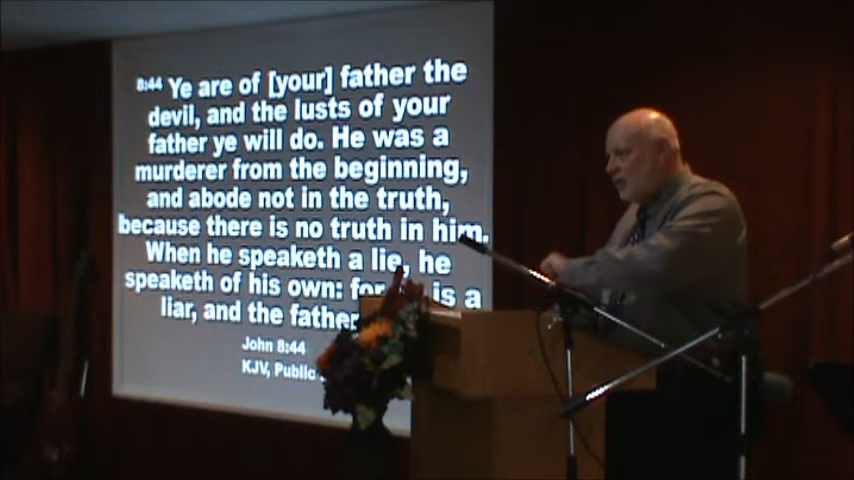 8:44 Ye are of [your] father the
devil, and the lusts of your
father ye will do. He was a
murderer from the beginning,
and abode not in the truth,
because there is no truth in him.
When he speaketh a lie, he
speaketh of his own: for is a
liar, and the father
John 8:44
KJV, Public